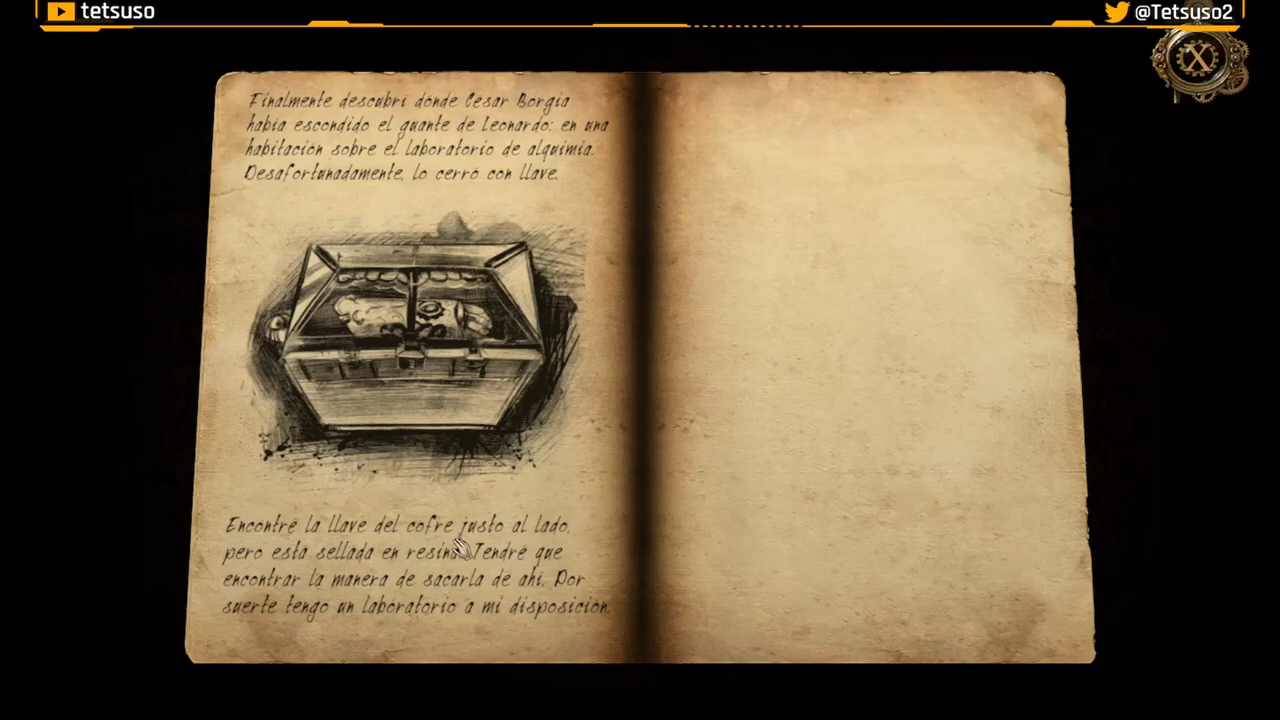 tetsuso
@Tetsuso2
X
Finalmente descubrí dónde César Borgia
había escondido el guante de Leonardo: en una
habitación sobre el laboratorio de alquimia.
Desafortunadamente, lo cerró con llave.
Encontré la llave del cofre justo al lado,
pero está sellada en resina. Tendré que
encontrar la manera de sacarla de ahí. Por
suerte tengo un laboratorio a mi disposición.